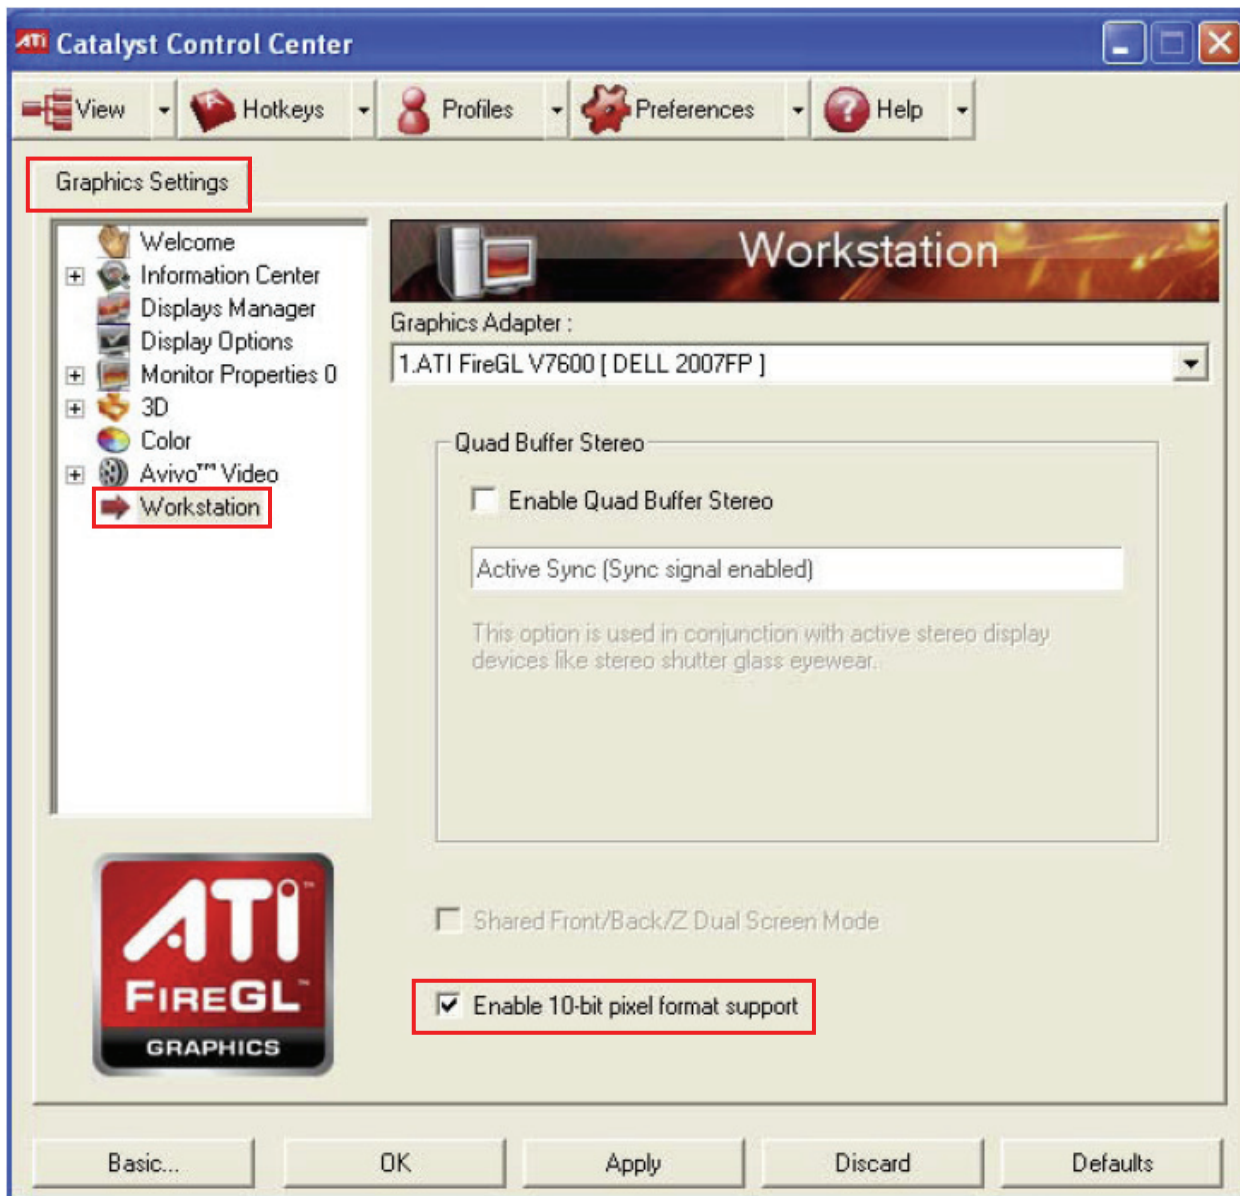 ATI Catalyst Control Center
View Hotkeys Profiles Preferences Help
Graphics Settings
Welcome
Information Center
Displays Manager
Display Options
Monitor Properties 0
3D
Color
Avivo™ Video
Workstation
Workstation
Graphics Adapter :
1.ATI FireGL V7600 [ DELL 2007FP ]
Quad Buffer Stereo
Enable Quad Buffer Stereo
Active Sync (Sync signal enabled)
This option is used in conjunction with active stereo display
devices like stereo shutter glass eyewear.
Shared Front/Back/Z Dual Screen Mode
Enable 10-bit pixel format support
ATI™
FIREGL™
GRAPHICS
Basic... OK Apply Discard Defaults